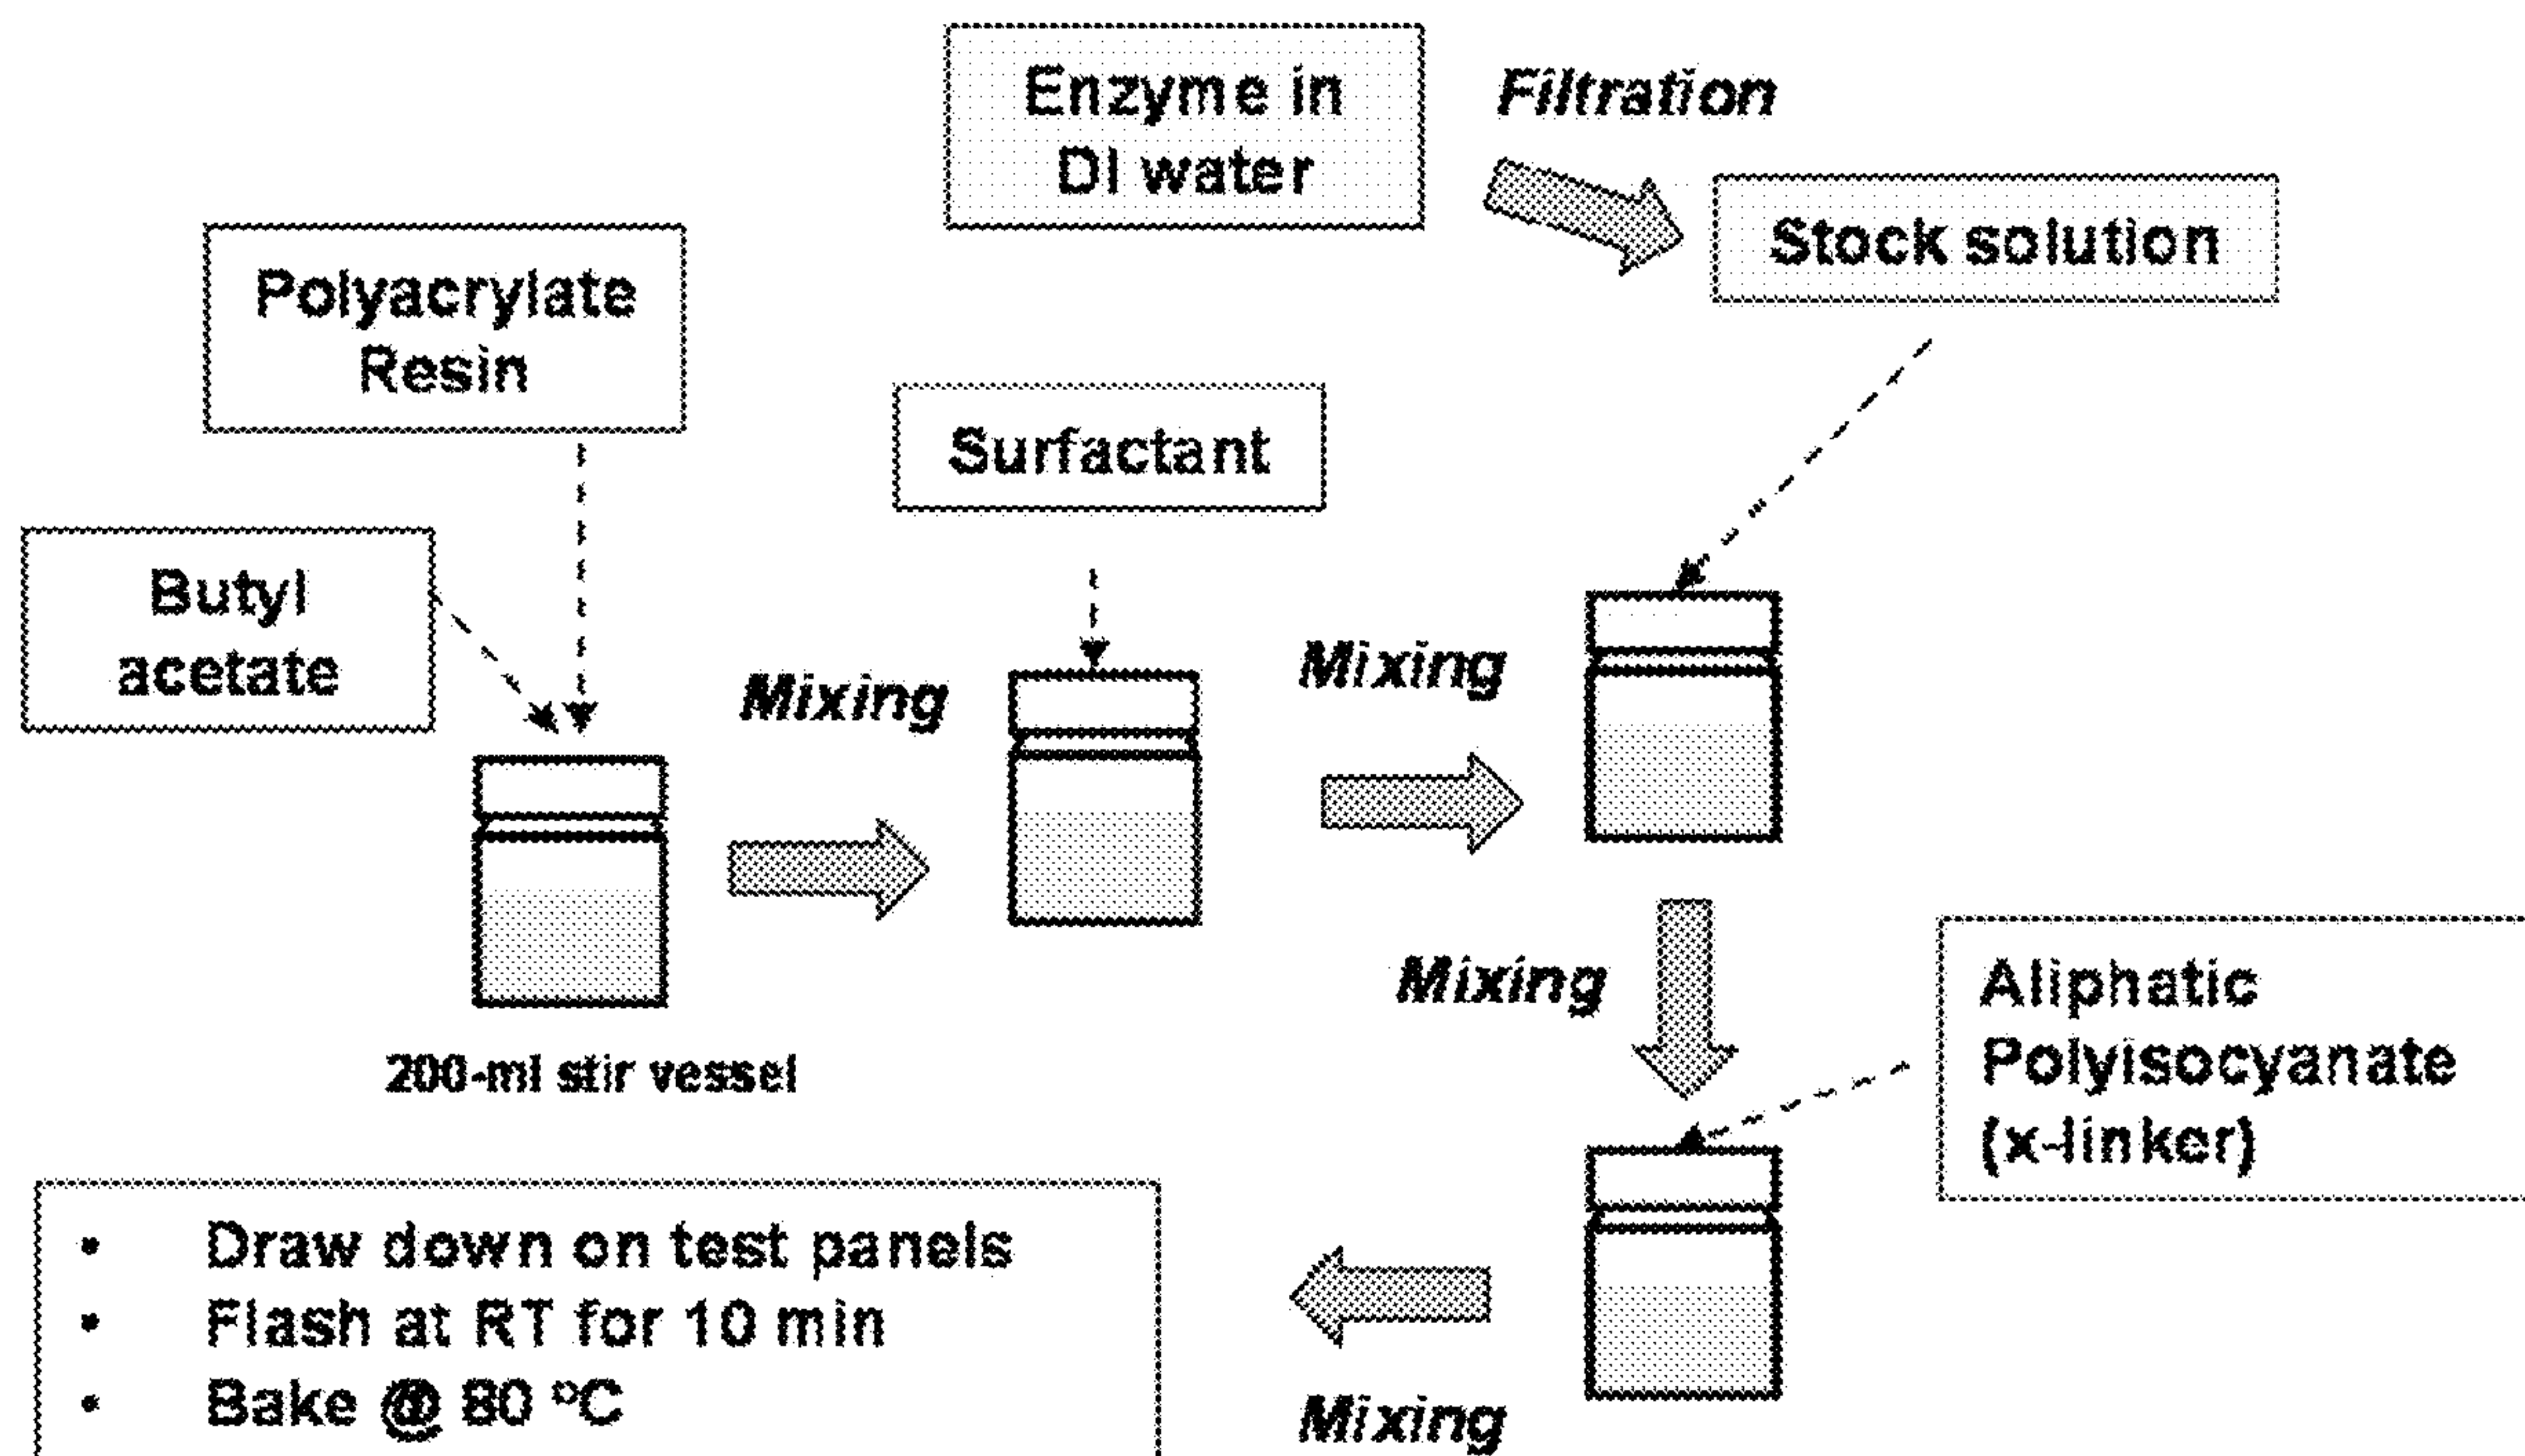 Enzyme in
DI water
Filtration
Stock solution
Polyacrylate
Resin
Surfactant
Butyl
acetate
Mixing
Mixing
200-ml stir vessel
Mixing
Aliphatic
Polyisocyanate
(x-linker)
• Draw down on test panels
• Flash at RT for 10 min
• Bake @ 80 °C
Mixing